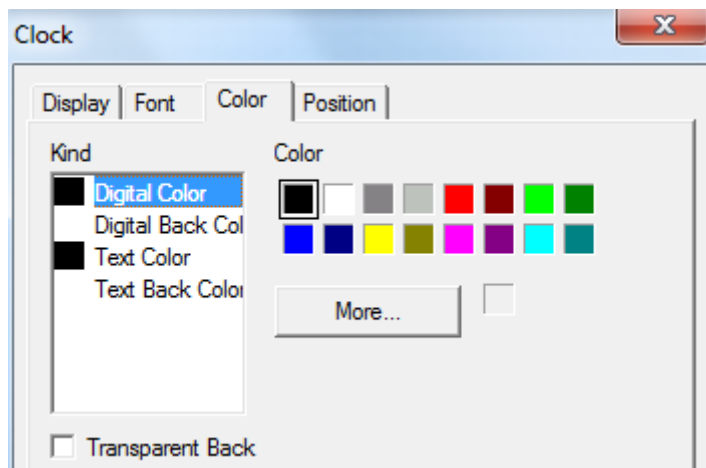 Clock
Display Font Color Position
Kind Color
Digital Color
Digital Back Col
Text Color
Text Back Color
More...
Transparent Back